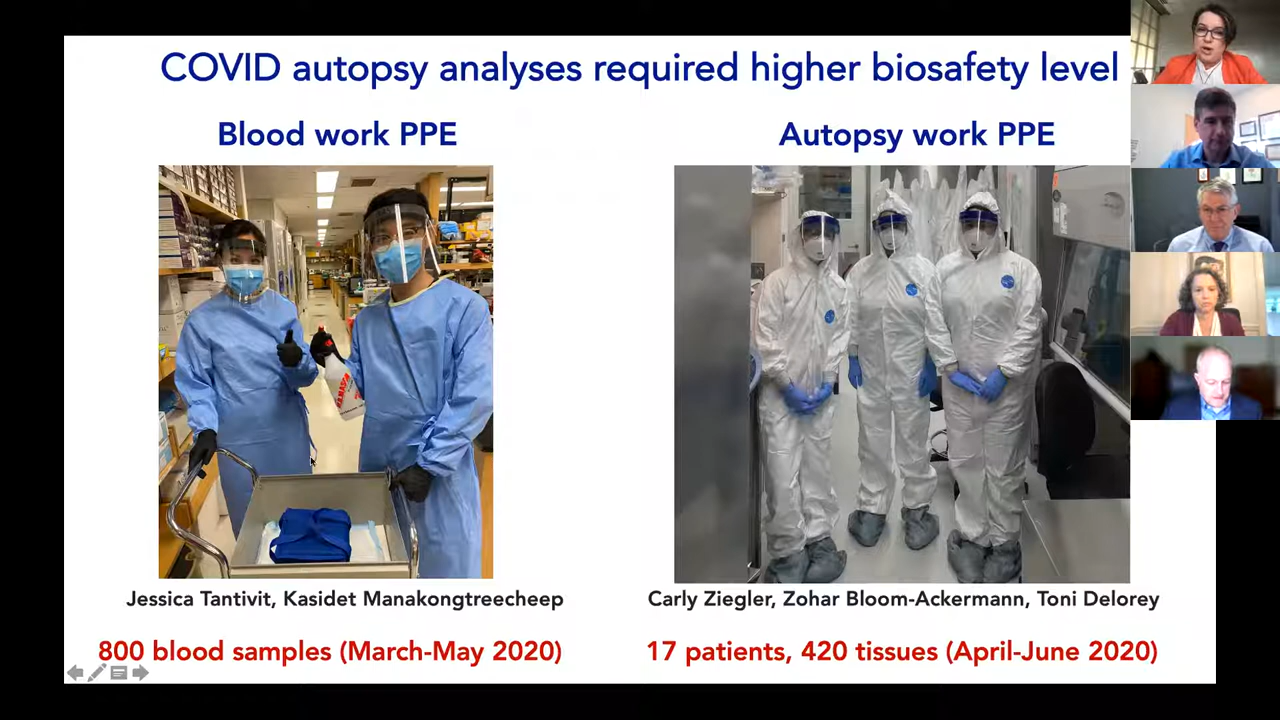 COVID autopsy analyses required higher biosafety level
Blood work PPE
Autopsy work PPE
Jessica Tantivit, Kasidet Manakongtreecheep
Carly Ziegler, Zohar Bloom-Ackermann, Toni Delorey
800 blood samples (March-May 2020)
17 patients, 420 tissues (April-June 2020)